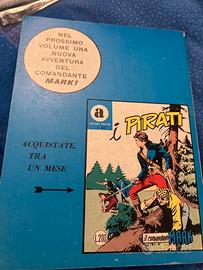 NEL
PROSSIMO
VOLUME UNA
NUOVA
AVVENTURA
DEL
COMANDANTE
MARK!
ACQUISTATE,
TRA
UN MESE
a
i PIRATI
L.200
il comandante
MARK